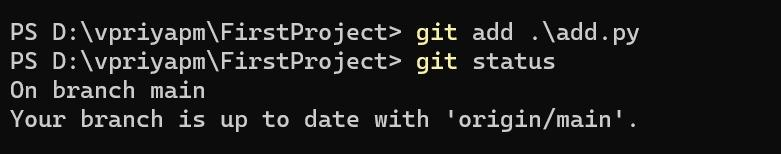 PS D:\vpriyapm\FirstProject> git add .\add.py
PS D:\vpriyapm\FirstProject> git status
On branch main
Your branch is up to date with 'origin/main'.